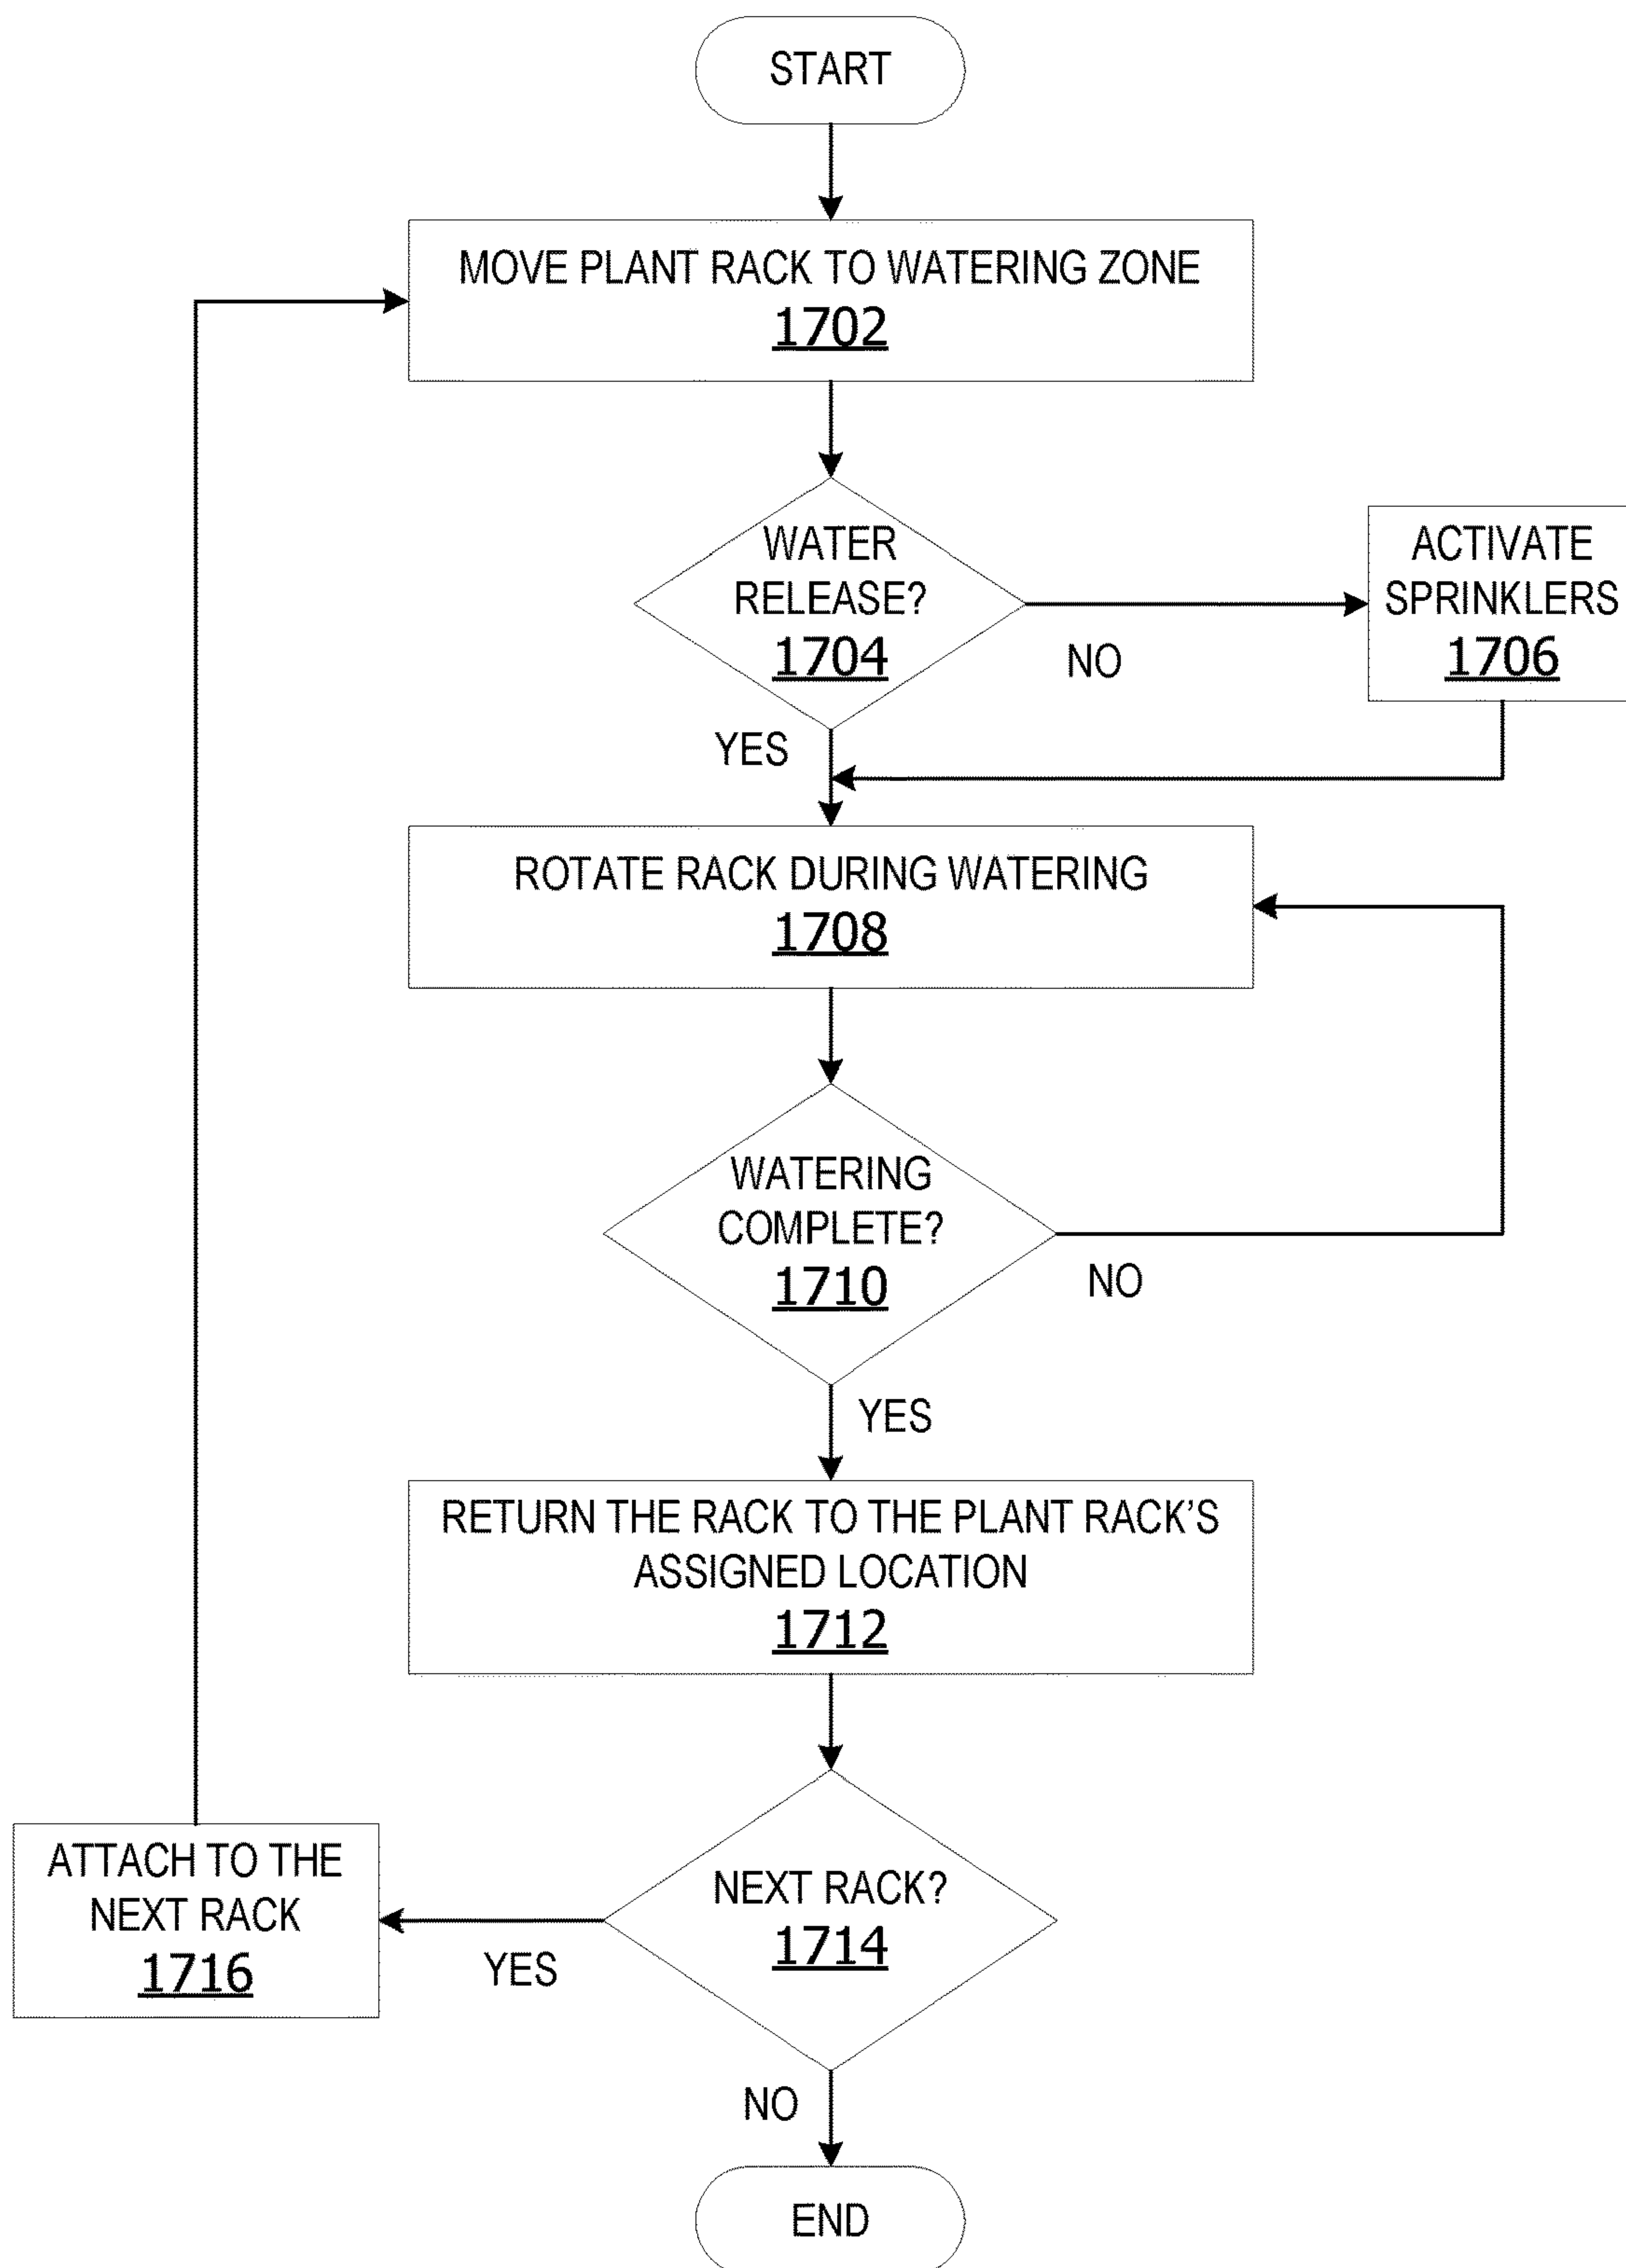 START
MOVE PLANT RACK TO WATERING ZONE
1702
WATER
RELEASE?
1704
NO
YES
ACTIVATE
SPRINKLERS
1706
ROTATE RACK DURING WATERING
1708
WATERING
COMPLETE?
1710
NO
YES
RETURN THE RACK TO THE PLANT RACK'S
ASSIGNED LOCATION
1712
NEXT RACK?
1714
YES
ATTACH TO THE
NEXT RACK
1716
NO
END